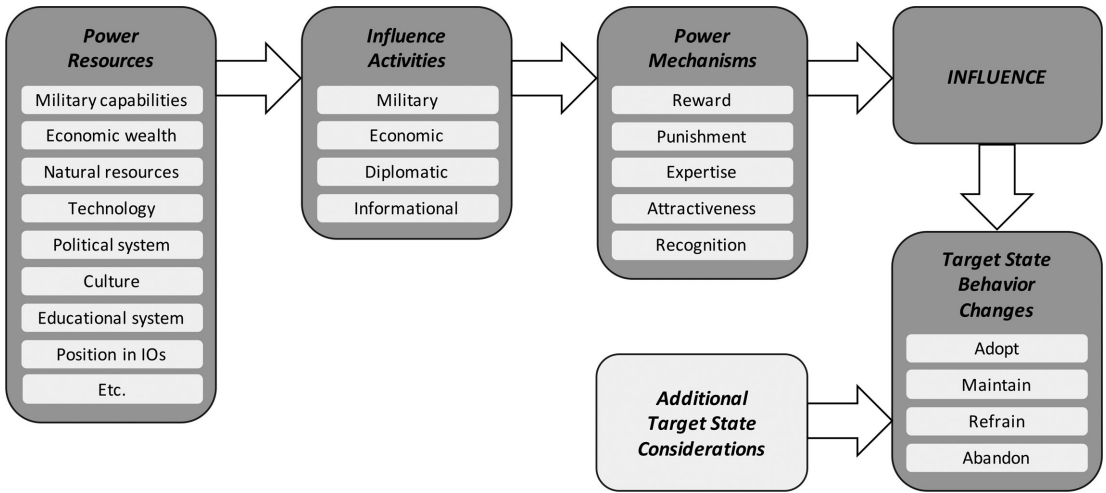 Power
Resources
Military capabilities
Economic wealth
Natural resources
Technology
Political system
Culture
Educational system
Position in IOs
Etc.
Influence
Activities
Military
Economic
Diplomatic
Informational
Power
Mechanisms
Reward
Punishment
Expertise
Attractiveness
Recognition
INFLUENCE
Additional
Target State
Considerations
Target State
Behavior
Changes
Adopt
Maintain
Refrain
Abandon